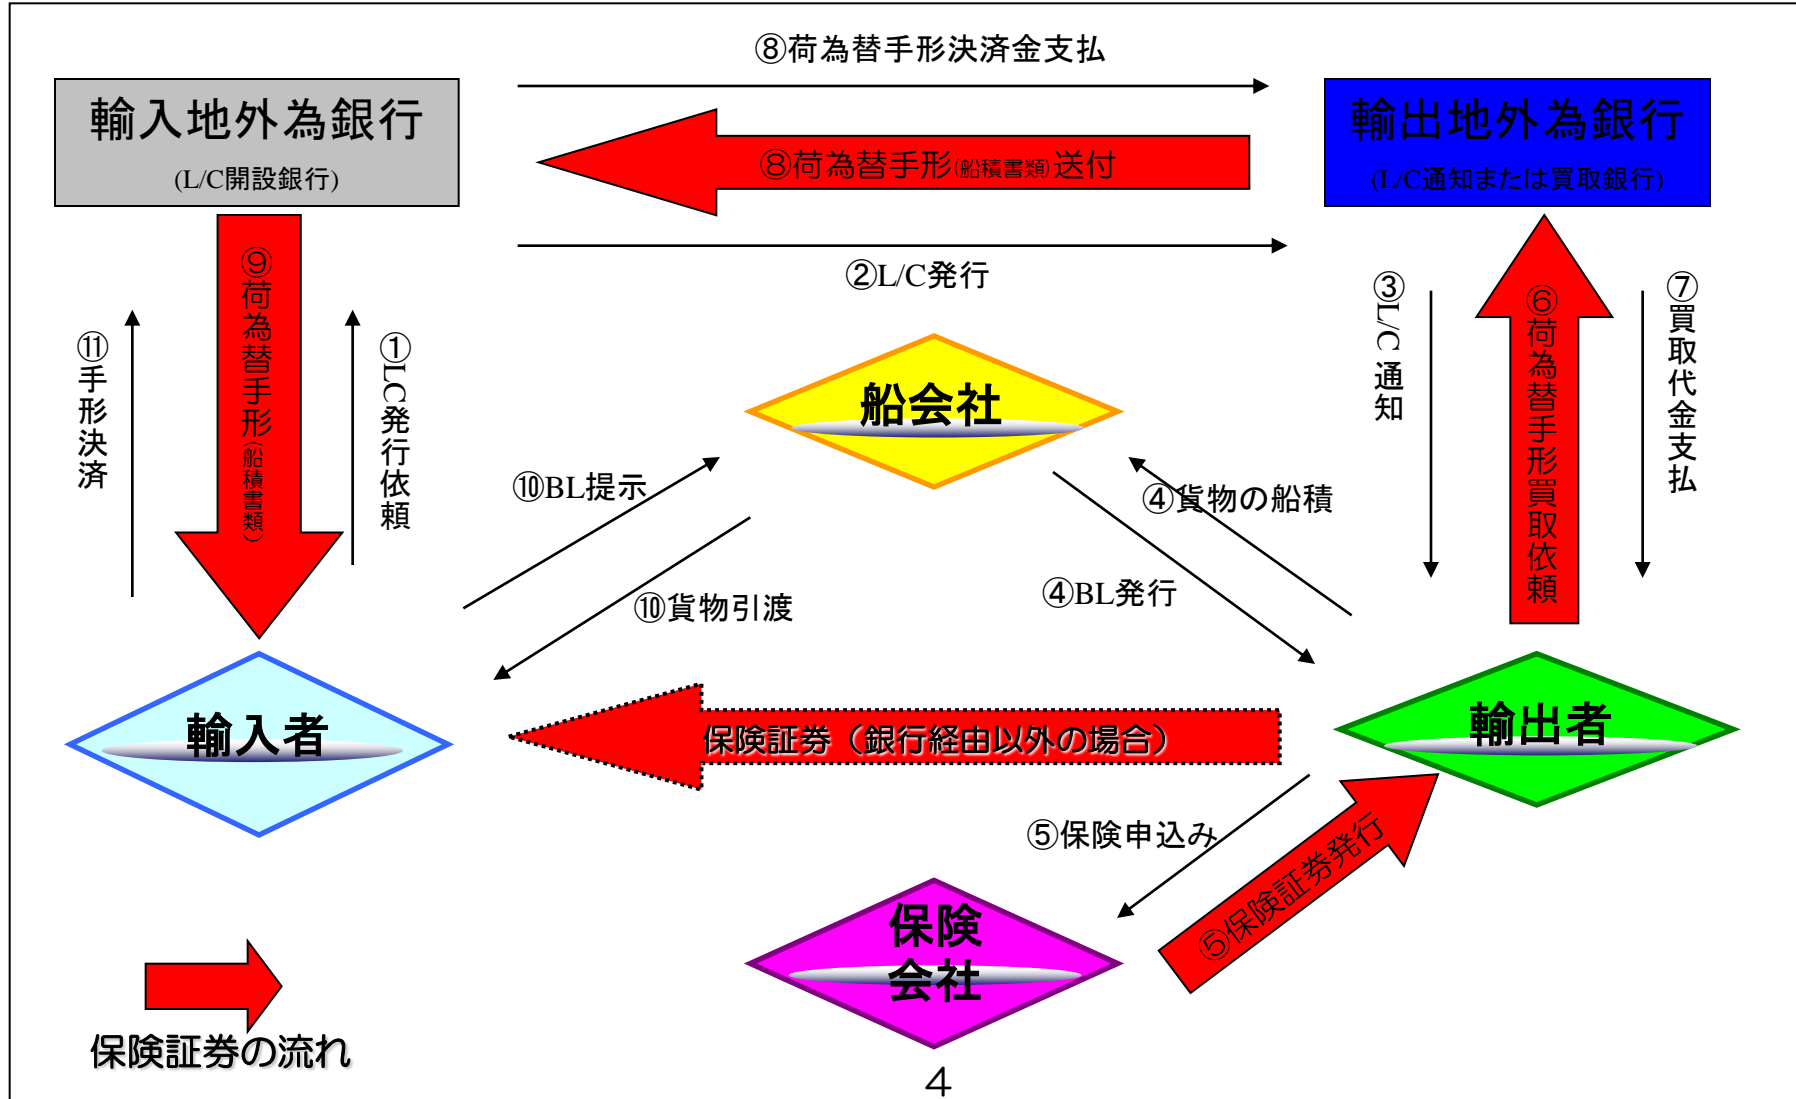 ⑧荷為替手形決済金支払
輸入地外為銀行
(L/C開設銀行)
輸出地外為銀行
(L/C通知または買取銀行)
⑧荷為替手形(船積書類)送付
②L/C発行
⑪手形決済
⑨荷為替手形(船積書類)
①LC発行依頼
③L/C通知
⑥荷為替手形買取依頼
⑦買取代金支払
船会社
⑩BL提示
④貨物の船積
⑩貨物引渡
④BL発行
輸入者
保険証券（銀行経由以外の場合）
輸出者
⑤保険申込み
⑤保険証券発行
保険
会社
保険証券の流れ
4